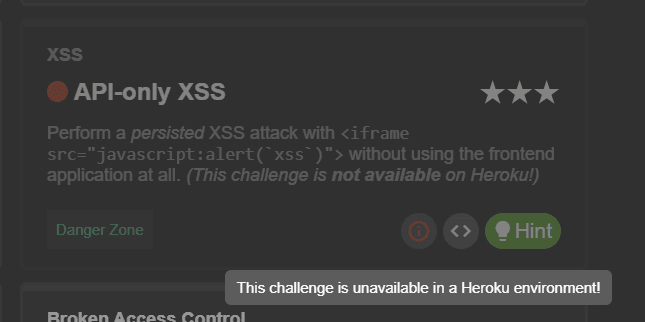 XSS
API-only XSS
Perform a persisted XSS attack with <iframe
src="javascript:alert(`xss`)"> without using the frontend
application at all. (This challenge is not available on Heroku!)
Danger Zone
<> Hint
This challenge is unavailable in a Heroku environment!
Broken Access Control